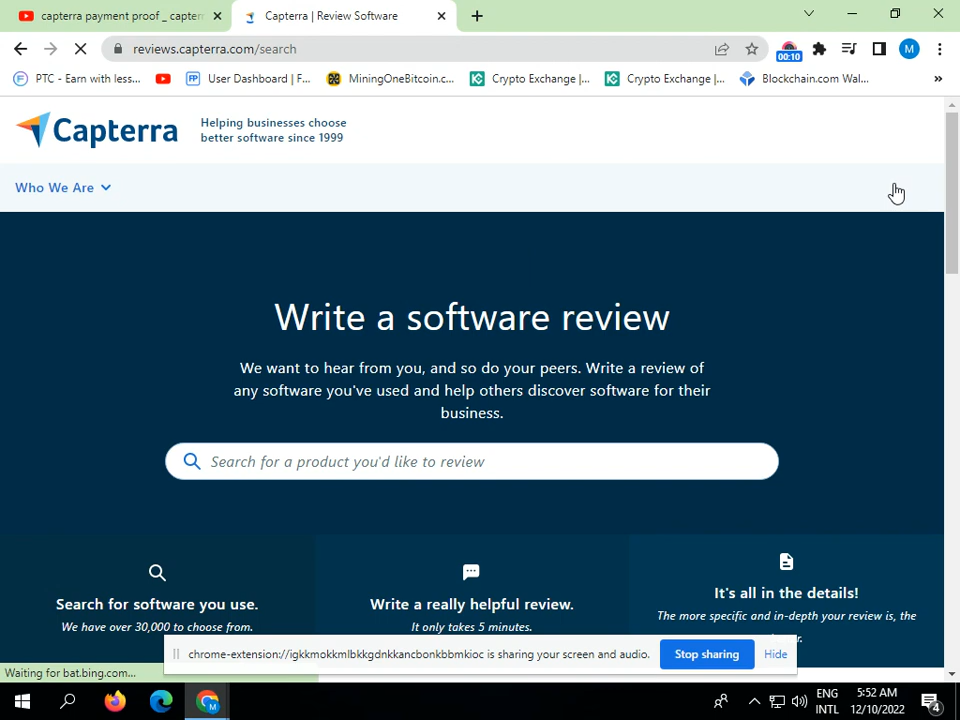 capterra payment proof _ capterr
Capterra | Review Software
reviews.capterra.com/search
00:10
M
PTC - Earn with less...
User Dashboard | F...
MiningOneBitcoin.c...
Crypto Exchange |...
Crypto Exchange |...
Blockchain.com Wal...
»
Capterra
Helping businesses choose
better software since 1999
Who We Are
Write a software review
We want to hear from you, and so do your peers. Write a review of
any software you've used and help others discover software for their
business.
Search for a product you'd like to review
Search for software you use.
We have over 30,000 to choose from.
Write a really helpful review.
It only takes 5 minutes.
It's all in the details!
The more specific and in-depth your review is, the
chrome-extension://igkkmokkmlbkkgdnkkancbonkbbmkioc is sharing your screen and audio.
Stop sharing
Hide
Waiting for bat.bing.com...
ENG
INTL
5:52 AM
12/10/2022
4